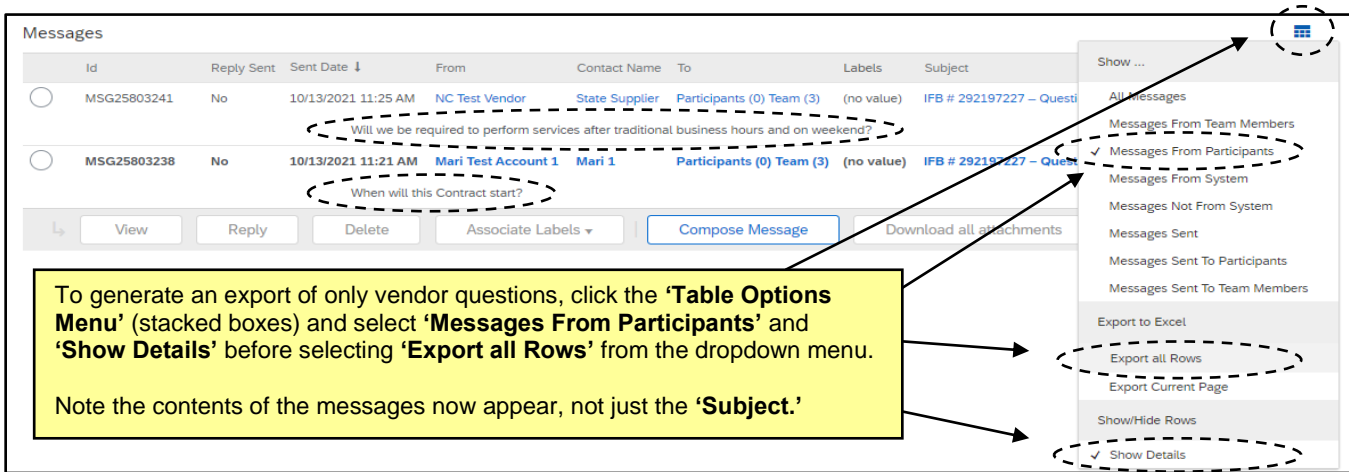 Messages
Id Reply Sent Sent Date ↓ From Contact Name To Labels Subject
MSG25803241 No 10/13/2021 11:25 AM NC Test Vendor State Supplier Participants (0) Team (3) (no value) IFB # 292197227 – Questi
Will we be required to perform services after traditional business hours and on weekend?
MSG25803238 No 10/13/2021 11:21 AM Mari Test Account 1 Mari 1 Participants (0) Team (3) (no value) IFB # 292197227 – Quest
When will this Contract start?
View Reply Delete Associate Labels Compose Message Download all attachments
Show ...
All Messages
Messages From Team Members
✓ Messages From Participants
Messages From System
Messages Not From System
Messages Sent
Messages Sent To Participants
Messages Sent To Team Members
Export to Excel
Export all Rows
Export Current Page
Show/Hide Rows
✓ Show Details
To generate an export of only vendor questions, click the ‘Table Options
Menu’ (stacked boxes) and select ‘Messages From Participants’ and
‘Show Details’ before selecting ‘Export all Rows’ from the dropdown menu.
Note the contents of the messages now appear, not just the ‘Subject.’